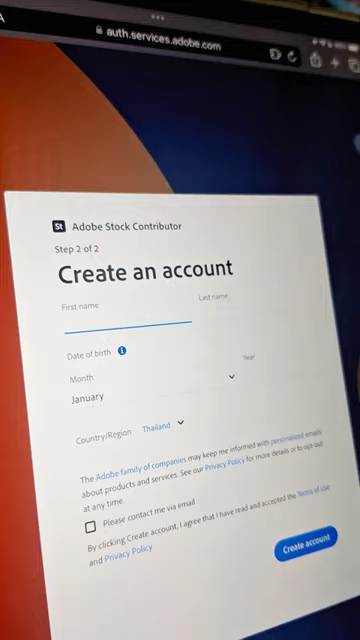 auth.services.adobe.com
St Adobe Stock Contributor
Step 2 of 2
Create an account
First name
Last name
Date of birth
Month
Year
January
Country/Region Thailand
The Adobe family of companies may keep me informed with personalized emails
about products and services. See our Privacy Policy for more details or to opt-out
at any time.
Please contact me via email
By clicking Create account, I agree that I have read and accepted the Terms of Use
and Privacy Policy
Create account